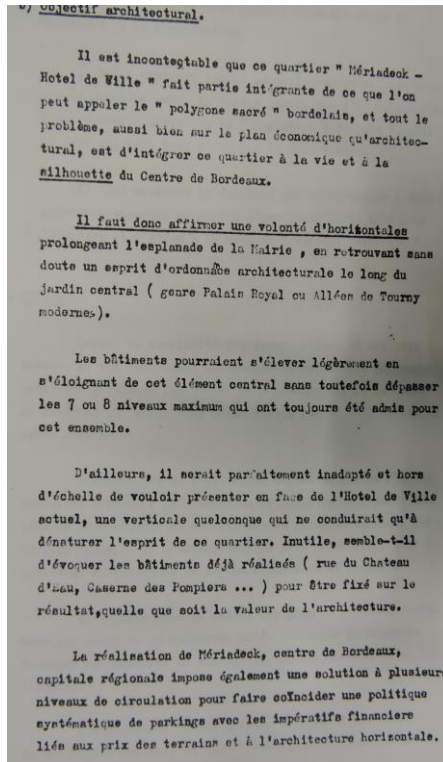 b) Objectif architectural.
Il est incontestable que ce quartier " Mériadeck -
Hotel de Ville " fait partie intégrante de ce que l'on
peut appeler le " polygone sacré " bordelais, et tout le
problème, aussi bien sur le plan économique qu'architec-
tural, est d'intégrer ce quartier à la vie et à la
silhouette du Centre de Bordeaux.
Il faut donc affirmer une volonté d'horizontales
prolongeant l'esplanade de la Mairie , en retrouvant sans
doute un esprit d'ordonnance architecturale le long du
jardin central ( genre Palais Royal ou Allées de Tourny
modernes).
Les bâtiments pourraient s'élever légèrement en
s'éloignant de cet élément central sans toutefois dépasser
les 7 ou 8 niveaux maximum qui ont toujours été admis pour
cet ensemble.
D'ailleurs, il serait parfaitement inadapté et hors
d'échelle de vouloir présenter en face de l'Hotel de Ville
actuel, une verticale quelconque qui ne conduirait qu'à
dénaturer l'esprit de ce quartier. Inutile, semble-t-il
d'évoquer les bâtiments déjà réalisés ( rue du Chateau
d'Eau, Caserne des Pompiers ... ) pour être fixé sur le
résultat,quelle que soit la valeur de l'architecture.
La réalisation de Mériadeck, centre de Bordeaux,
capitale régionale impose également une solution à plusieurs
niveaux de circulation pour faire coïncider une politique
systématique de parkings avec les impératifs financiers
liés aux prix des terrains et à l'architecture horizontale.